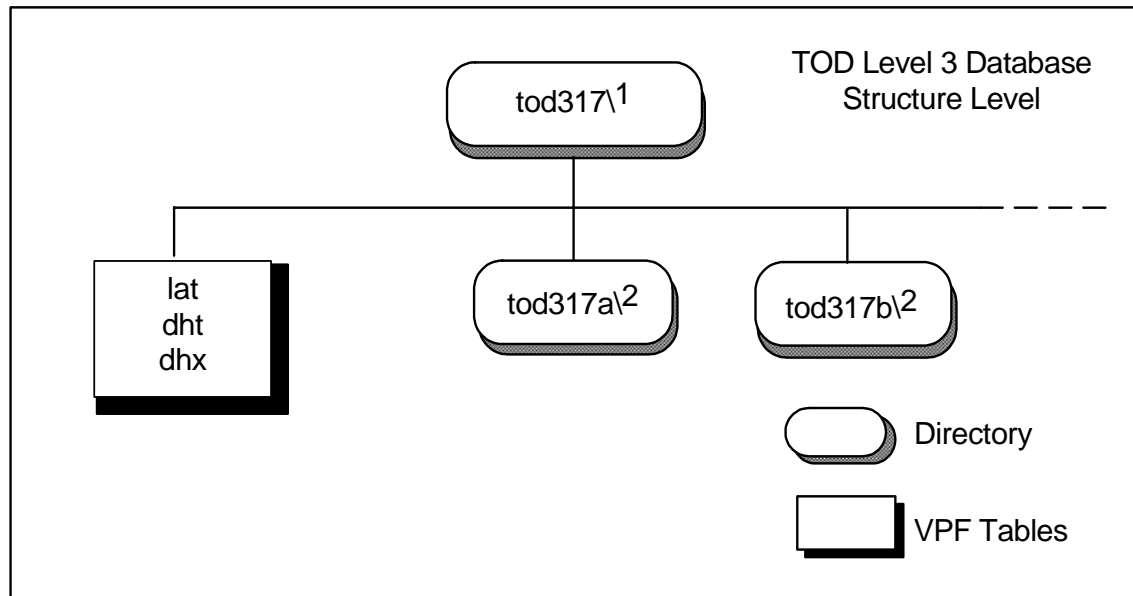 TOD Level 3 Database
Structure Level
tod317\1
lat
dht
dhx
tod317a\2
tod317b\2
Directory
VPF Tables